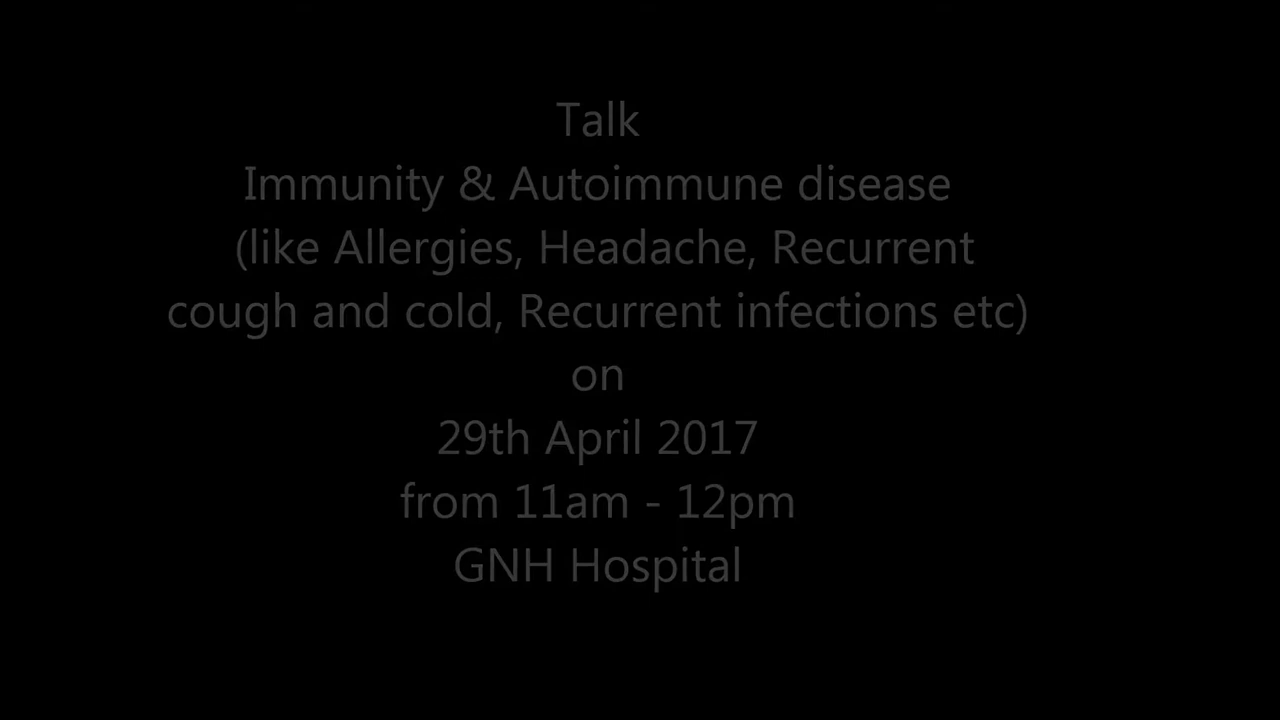 Talk
Immunity & Autoimmune disease
(like Allergies, Headache, Recurrent
cough and cold, Recurrent infections etc)
on
29th April 2017
from 11am - 12pm
GNH Hospital